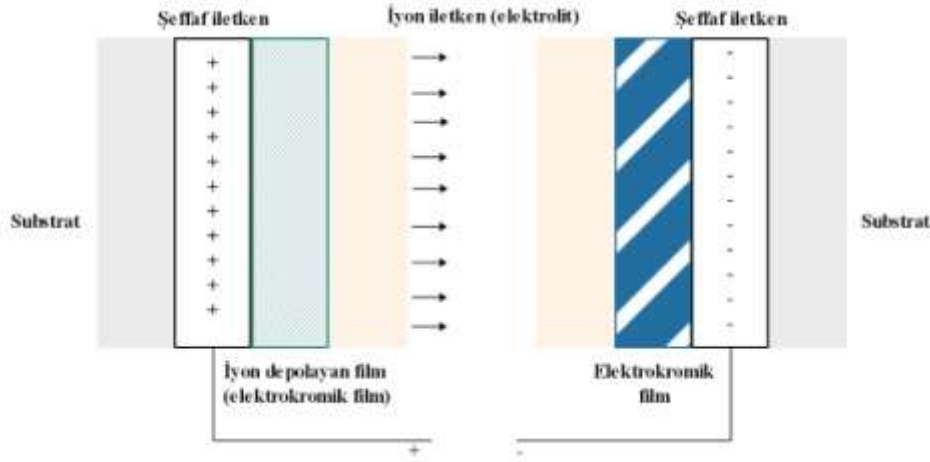 Şeffaf iletken
İyon iletken (elektrolit)
Şeffaf iletken
Substrat
Substrat
İyon depolayan film
(elektrokromik film)
Elektrokromik
film
+
-